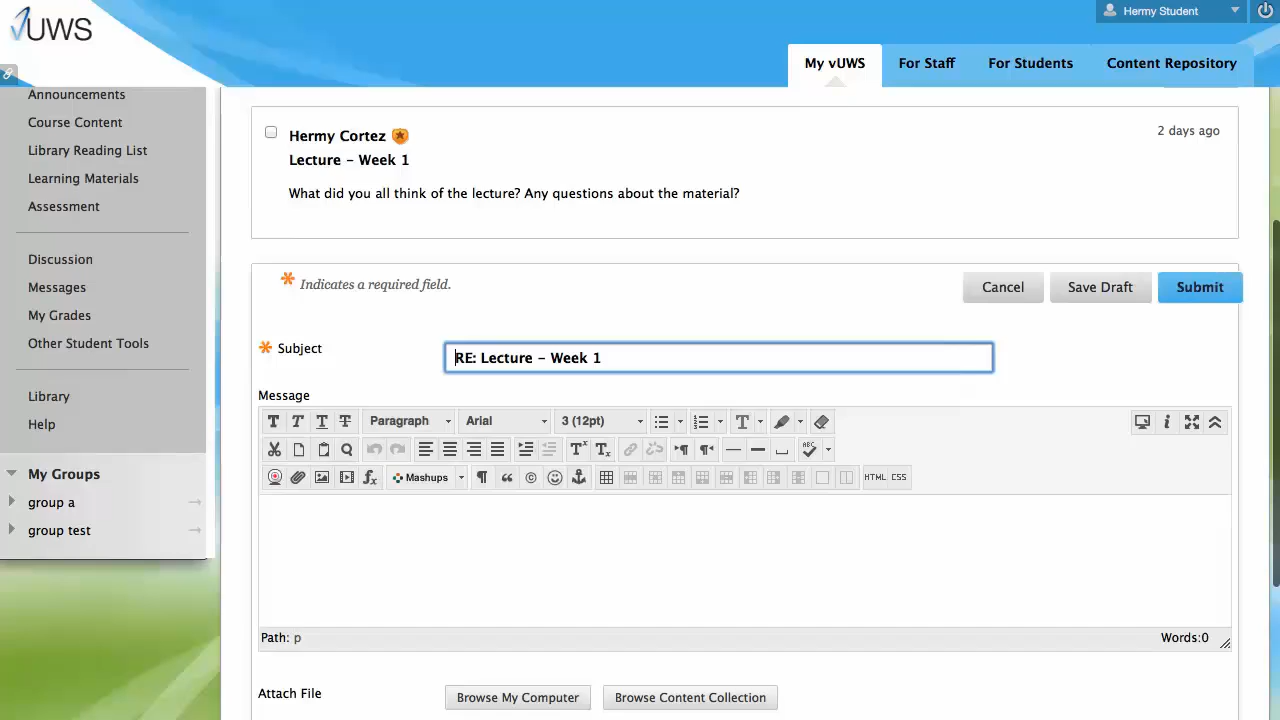 vUWS
Hermy Student
My vUWS
For Staff
For Students
Content Repository
Announcements
Course Content
Library Reading List
Learning Materials
Assessment
Discussion
Messages
My Grades
Other Student Tools
Library
Help
My Groups
group a
group test
Hermy Cortez
2 days ago
Lecture – Week 1
What did you all think of the lecture? Any questions about the material?
Indicates a required field.
Cancel
Save Draft
Submit
Subject
RE: Lecture – Week 1
Message
T T T T Paragraph Arial 3 (12pt) T
T× T× ABC
fx Mashups ¶ “ © HTML CSS
Path: p
Words:0
Attach File
Browse My Computer
Browse Content Collection